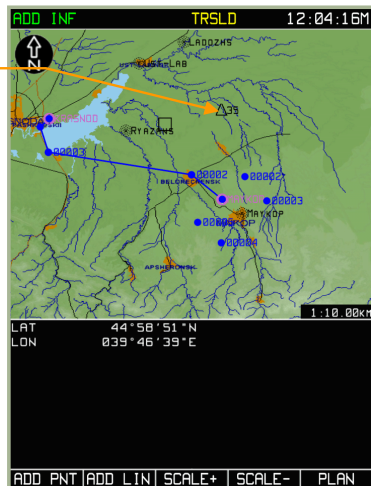 ADD INF TRSLD 12:04:16M
LADOZHS
N
UST-LAB
33
RYAZANS
00003
00002
00002
BELORECHENSK
00003
MAYKOP
00004
APSHERONSK
1:10.00KM
LAT 44°58'51"N
LON 039°46'39"E
ADD PNT ADD LIN SCALE+ SCALE- PLAN